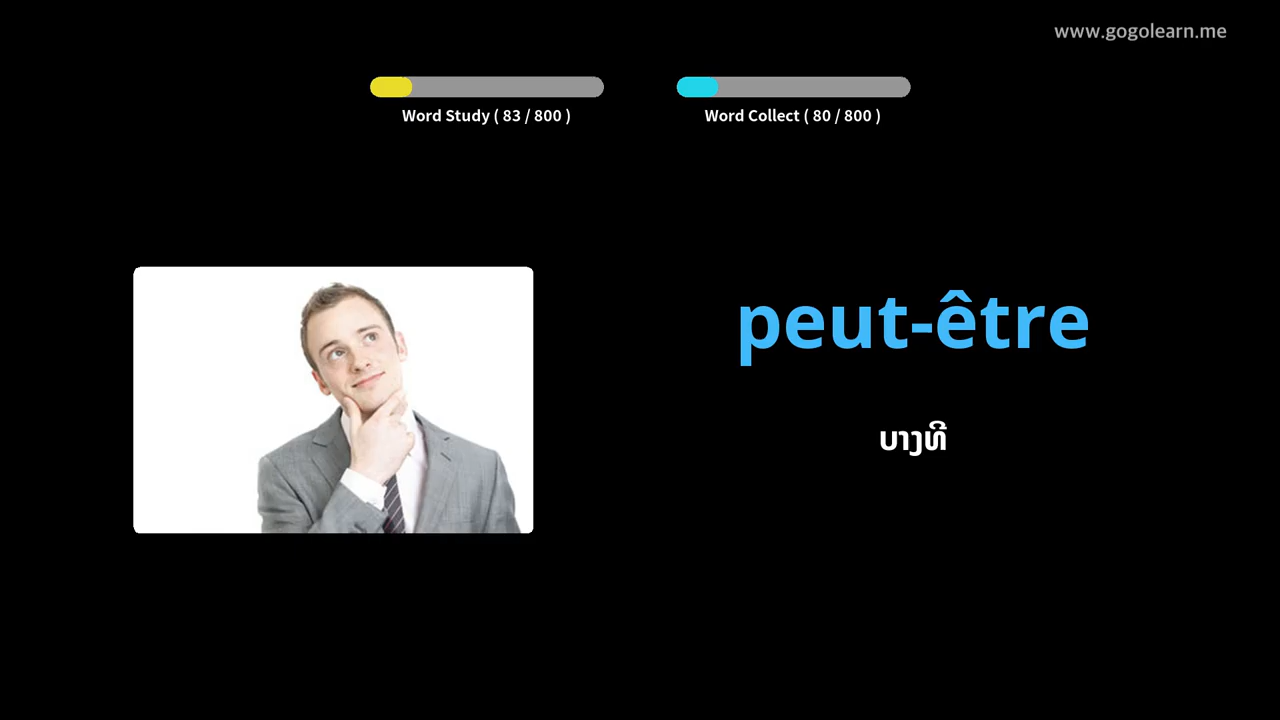 www.gogolearn.me
Word Study ( 83 / 800 )
Word Collect ( 80 / 800 )
peut-être
ບາງທີ